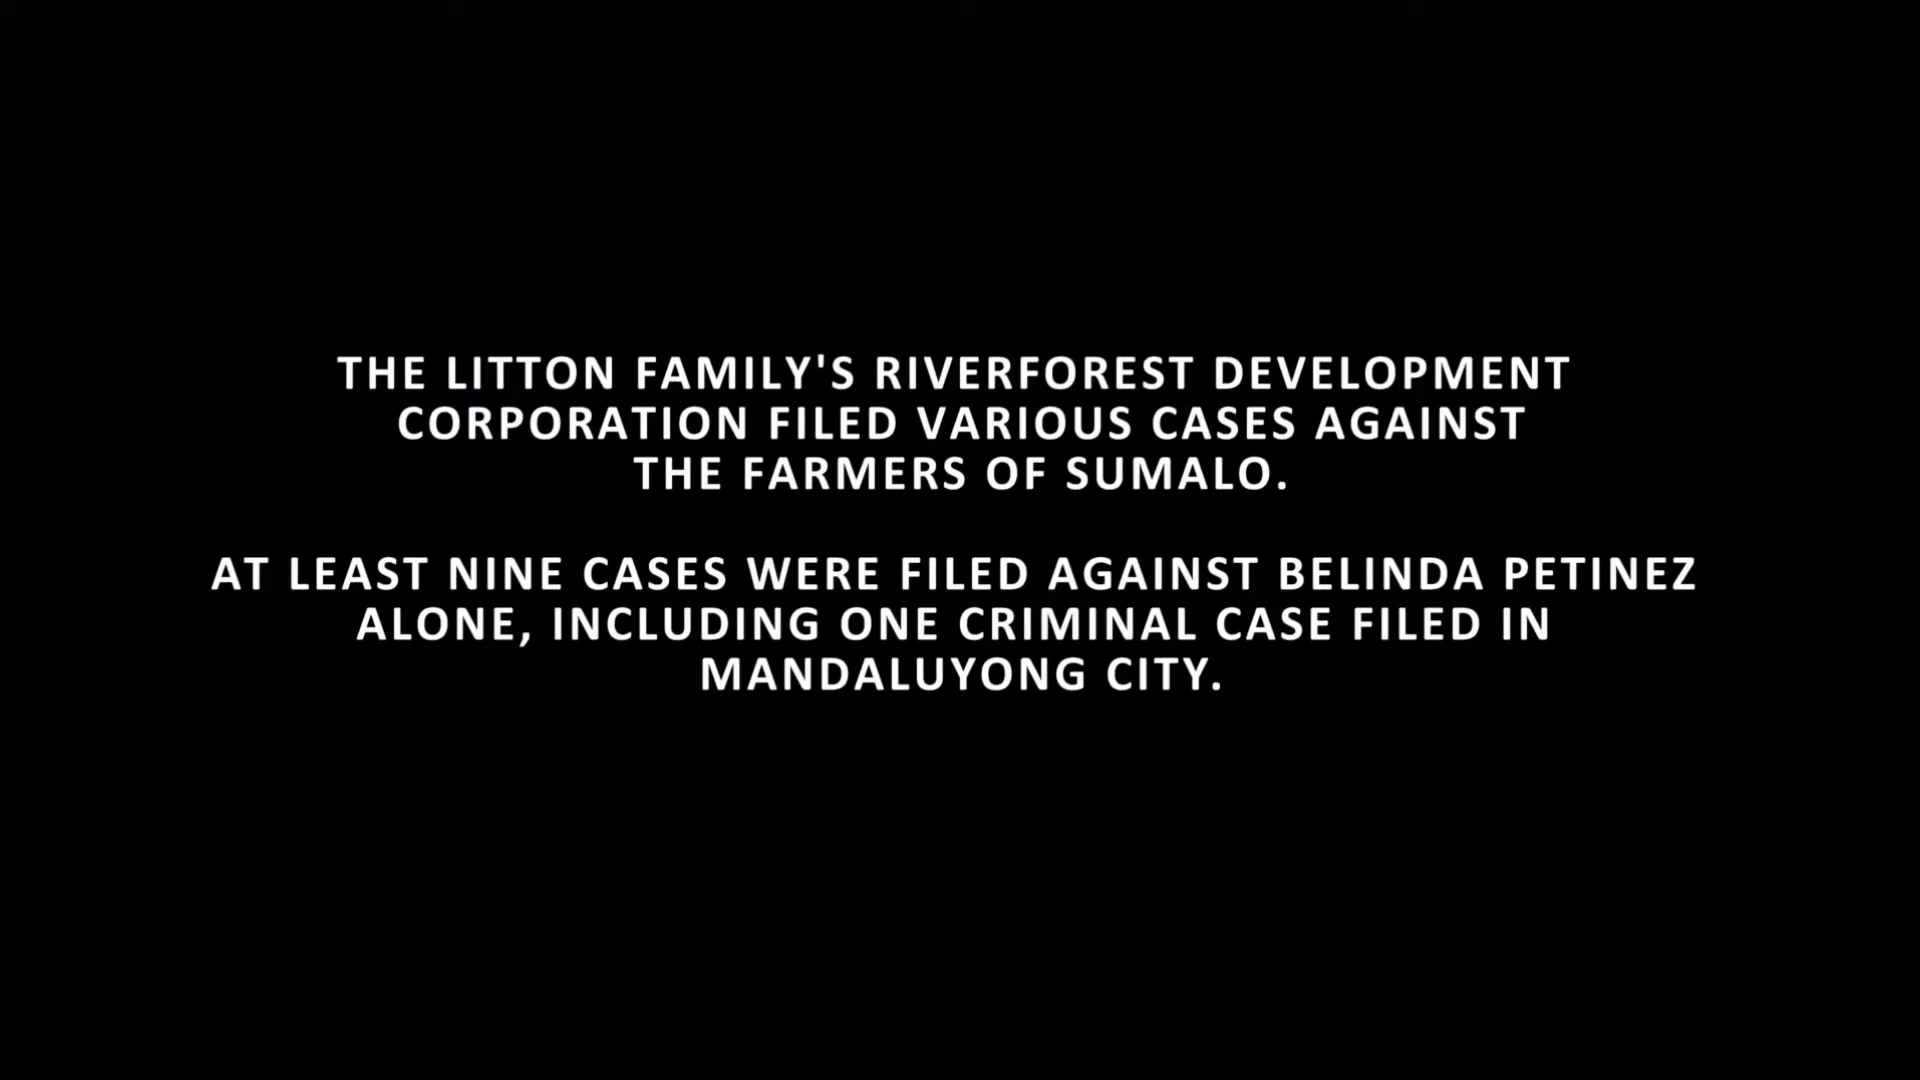 THE LITTON FAMILY'S RIVERFOREST DEVELOPMENT
CORPORATION FILED VARIOUS CASES AGAINST
THE FARMERS OF SUMALO.
AT LEAST NINE CASES WERE FILED AGAINST BELINDA PETINEZ
ALONE, INCLUDING ONE CRIMINAL CASE FILED IN
MANDALUYONG CITY.